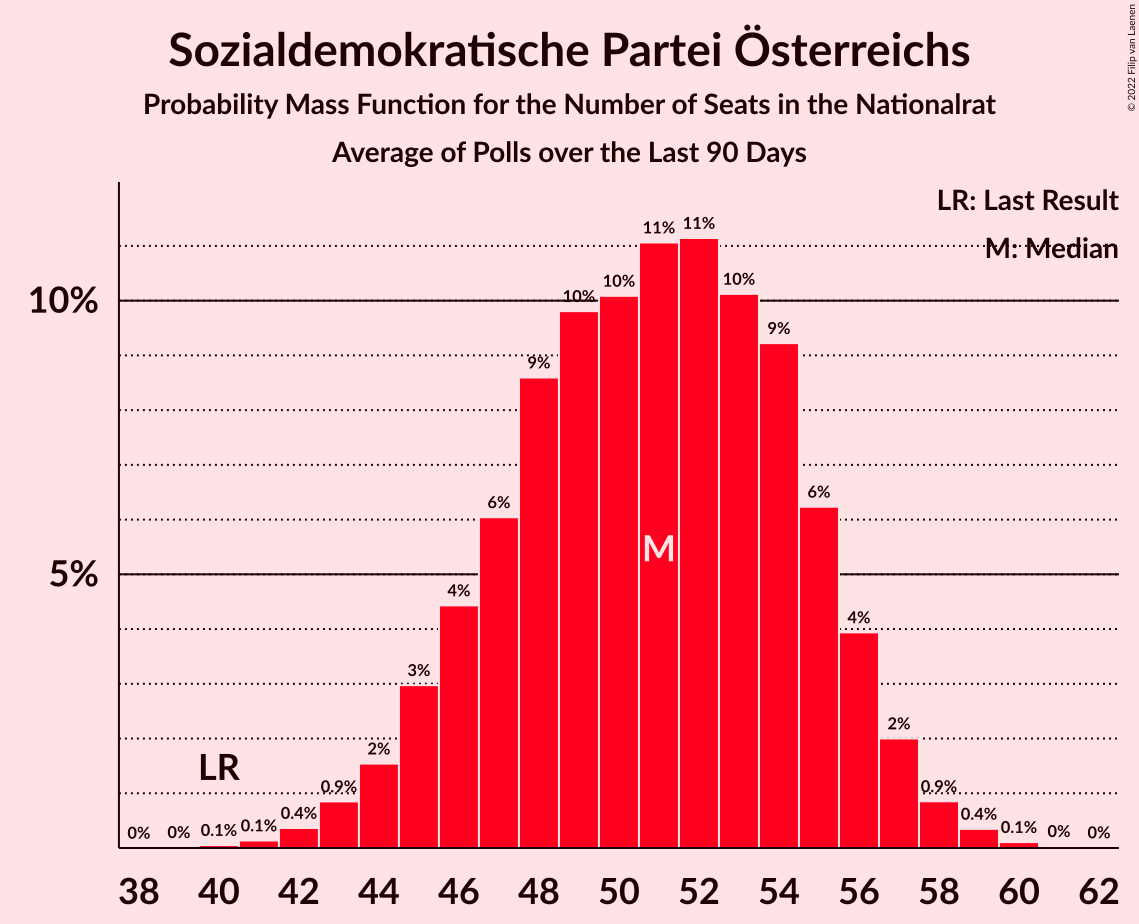 Sozialdemokratische Partei Österreichs
Probability Mass Function for the Number of Seats in the Nationalrat
Average of Polls over the Last 90 Days
© 2022 Filip van Laenen
LR: Last Result
M: Median
10%
5%
0% 0% 0.1% 0.1% 0.4% 0.9% 2% 3% 4% 6% 9% 10% 10% 11% 11% 10% 9% 6% 4% 2% 0.9% 0.4% 0.1% 0% 0%
LR
M
38 40 42 44 46 48 50 52 54 56 58 60 62